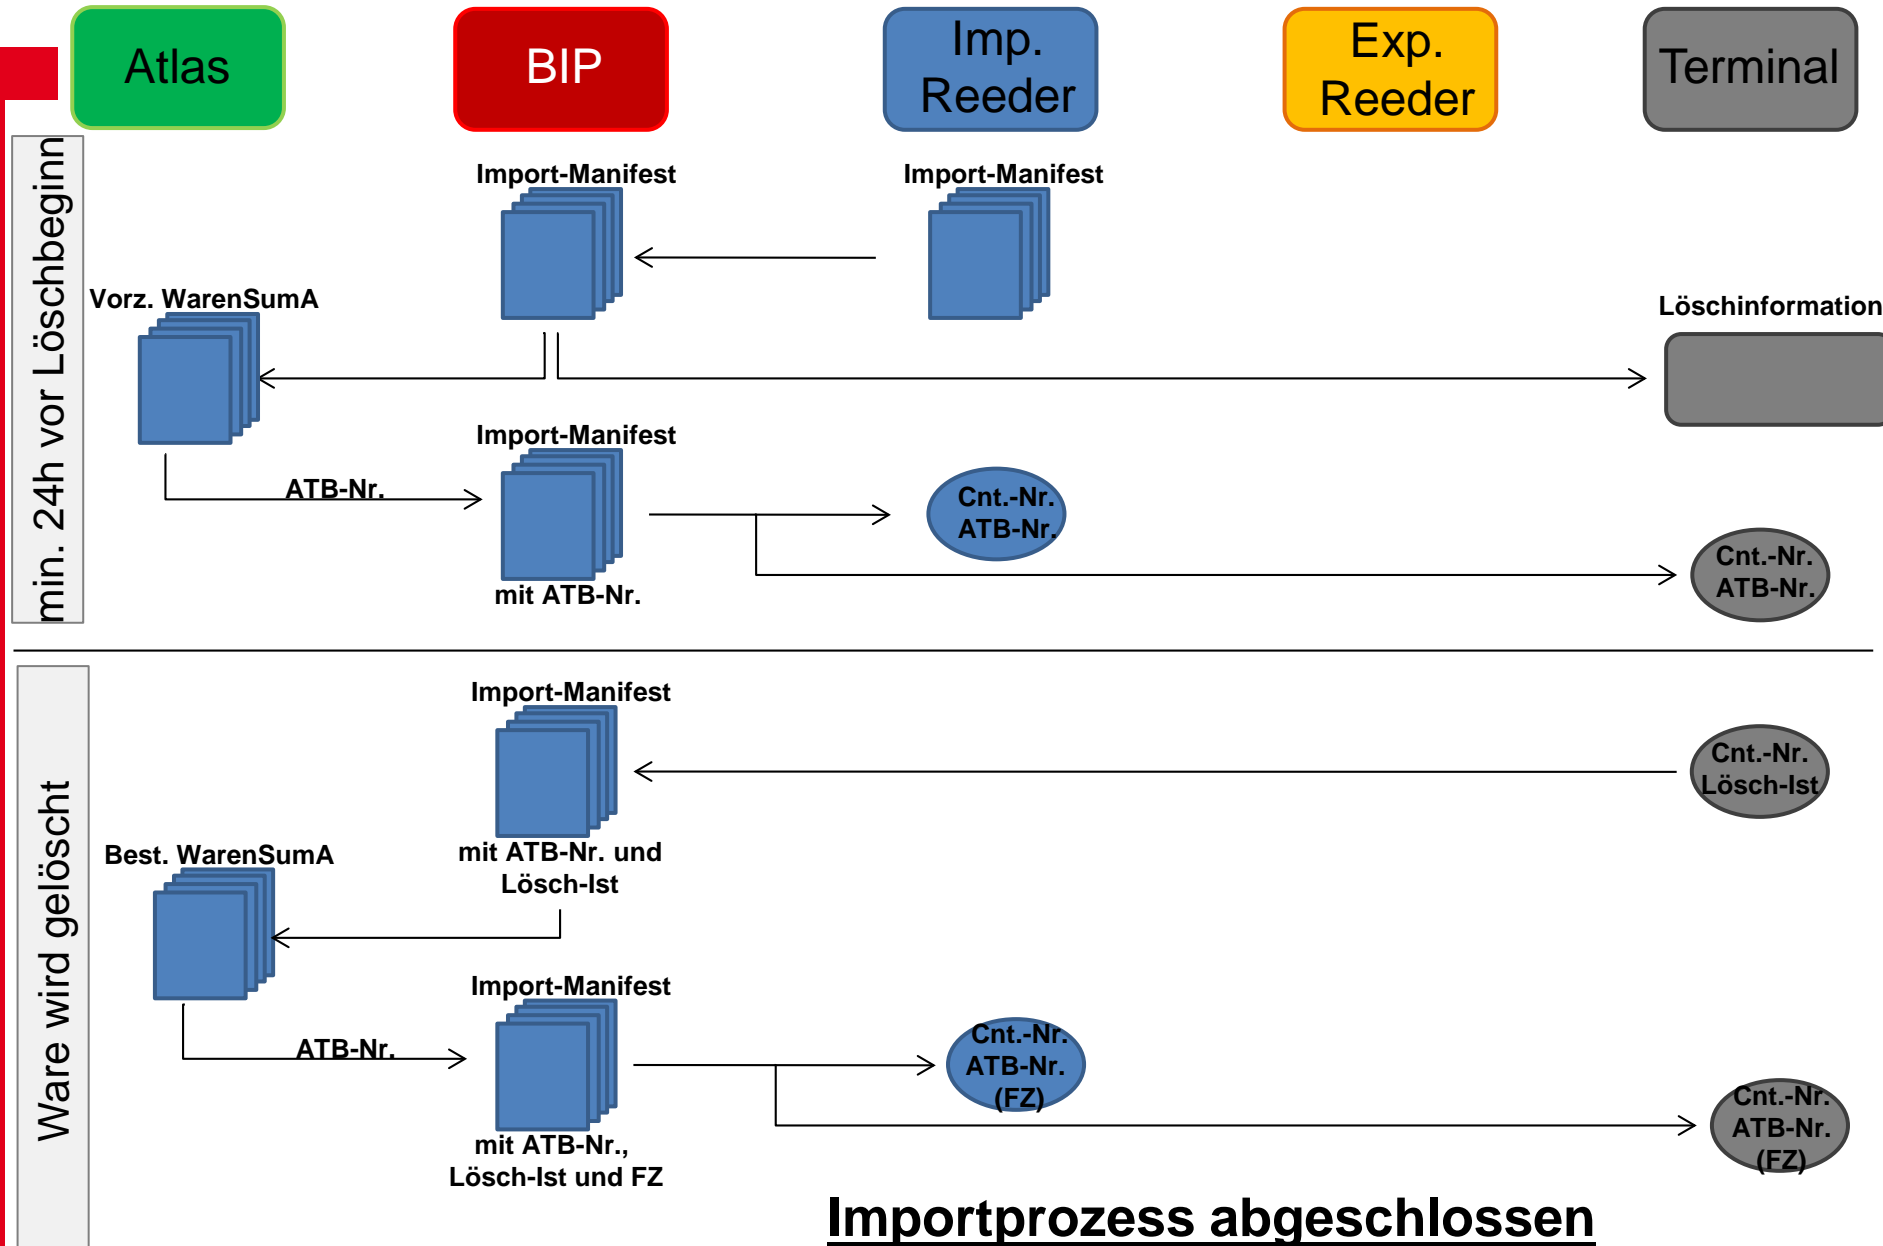 Atlas
BIP
Imp.
Reeder
Exp.
Reeder
Terminal
min. 24h vor Löschbeginn
Import-Manifest
Import-Manifest
Vorz. WarenSumA
Löschinformation
Import-Manifest
ATB-Nr.
mit ATB-Nr.
Cnt.-Nr.
ATB-Nr.
Cnt.-Nr.
ATB-Nr.
Ware wird gelöscht
Import-Manifest
Cnt.-Nr.
Lösch-Ist
mit ATB-Nr. und
Lösch-Ist
Best. WarenSumA
Import-Manifest
ATB-Nr.
Cnt.-Nr.
ATB-Nr.
(FZ)
Cnt.-Nr.
ATB-Nr.
(FZ)
mit ATB-Nr.,
Lösch-Ist und FZ
Importprozess abgeschlossen